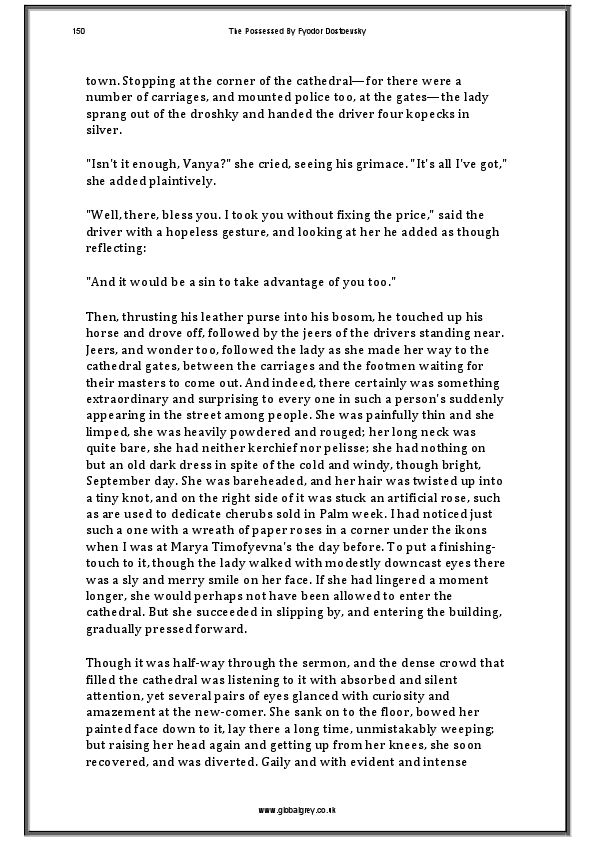 150
The Possessed By Fyodor Dostoevsky
town. Stopping at the corner of the cathedral—for there were a
number of carriages, and mounted police too, at the gates—the lady
sprang out of the droshky and handed the driver four kopecks in
silver.
"Isn't it enough, Vanya?" she cried, seeing his grimace. "It's all I've got,"
she added plaintively.
"Well, there, bless you. I took you without fixing the price," said the
driver with a hopeless gesture, and looking at her he added as though
reflecting:
"And it would be a sin to take advantage of you too."
Then, thrusting his leather purse into his bosom, he touched up his
horse and drove off, followed by the jeers of the drivers standing near.
Jeers, and wonder too, followed the lady as she made her way to the
cathedral gates, between the carriages and the footmen waiting for
their masters to come out. And indeed, there certainly was something
extraordinary and surprising to every one in such a person's suddenly
appearing in the street among people. She was painfully thin and she
limped, she was heavily powdered and rouged; her long neck was
quite bare, she had neither kerchief nor pelisse; she had nothing on
but an old dark dress in spite of the cold and windy, though bright,
September day. She was bareheaded, and her hair was twisted up into
a tiny knot, and on the right side of it was stuck an artificial rose, such
as are used to dedicate cherubs sold in Palm week. I had noticed just
such a one with a wreath of paper roses in a corner under the ikons
when I was at Marya Timofyevna's the day before. To put a finishing-
touch to it, though the lady walked with modestly downcast eyes there
was a sly and merry smile on her face. If she had lingered a moment
longer, she would perhaps not have been allowed to enter the
cathedral. But she succeeded in slipping by, and entering the building,
gradually pressed forward.
Though it was half-way through the sermon, and the dense crowd that
filled the cathedral was listening to it with absorbed and silent
attention, yet several pairs of eyes glanced with curiosity and
amazement at the new-comer. She sank on to the floor, bowed her
painted face down to it, lay there a long time, unmistakably weeping;
but raising her head again and getting up from her knees, she soon
recovered, and was diverted. Gaily and with evident and intense
www.globalgrey.co.uk